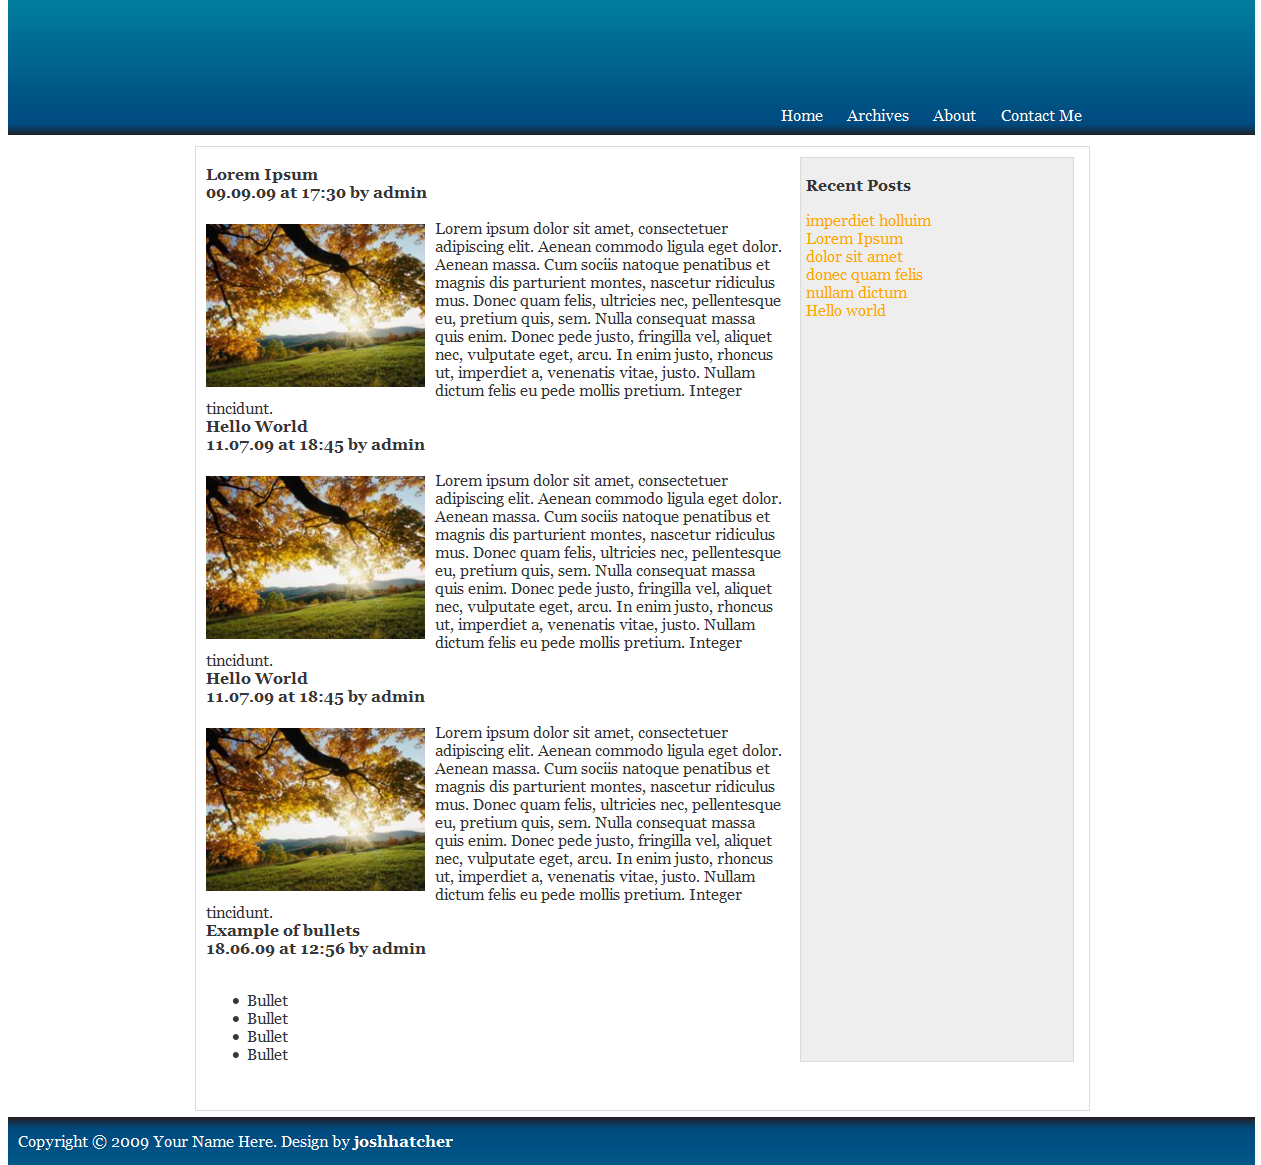 Home Archives About Contact Me
Lorem Ipsum
09.09.09 at 17:30 by admin
Lorem ipsum dolor sit amet, consectetuer
adipiscing elit. Aenean commodo ligula eget dolor.
Aenean massa. Cum sociis natoque penatibus et
magnis dis parturient montes, nascetur ridiculus
mus. Donec quam felis, ultricies nec, pellentesque
eu, pretium quis, sem. Nulla consequat massa
quis enim. Donec pede justo, fringilla vel, aliquet
nec, vulputate eget, arcu. In enim justo, rhoncus
ut, imperdiet a, venenatis vitae, justo. Nullam
dictum felis eu pede mollis pretium. Integer
tincidunt.
Hello World
11.07.09 at 18:45 by admin
Lorem ipsum dolor sit amet, consectetuer
adipiscing elit. Aenean commodo ligula eget dolor.
Aenean massa. Cum sociis natoque penatibus et
magnis dis parturient montes, nascetur ridiculus
mus. Donec quam felis, ultricies nec, pellentesque
eu, pretium quis, sem. Nulla consequat massa
quis enim. Donec pede justo, fringilla vel, aliquet
nec, vulputate eget, arcu. In enim justo, rhoncus
ut, imperdiet a, venenatis vitae, justo. Nullam
dictum felis eu pede mollis pretium. Integer
tincidunt.
Hello World
11.07.09 at 18:45 by admin
Lorem ipsum dolor sit amet, consectetuer
adipiscing elit. Aenean commodo ligula eget dolor.
Aenean massa. Cum sociis natoque penatibus et
magnis dis parturient montes, nascetur ridiculus
mus. Donec quam felis, ultricies nec, pellentesque
eu, pretium quis, sem. Nulla consequat massa
quis enim. Donec pede justo, fringilla vel, aliquet
nec, vulputate eget, arcu. In enim justo, rhoncus
ut, imperdiet a, venenatis vitae, justo. Nullam
dictum felis eu pede mollis pretium. Integer
tincidunt.
Example of bullets
18.06.09 at 12:56 by admin
• Bullet
• Bullet
• Bullet
• Bullet
Recent Posts
imperdiet holluim
Lorem Ipsum
dolor sit amet
donec quam felis
nullam dictum
Hello world
Copyright © 2009 Your Name Here. Design by joshhatcher